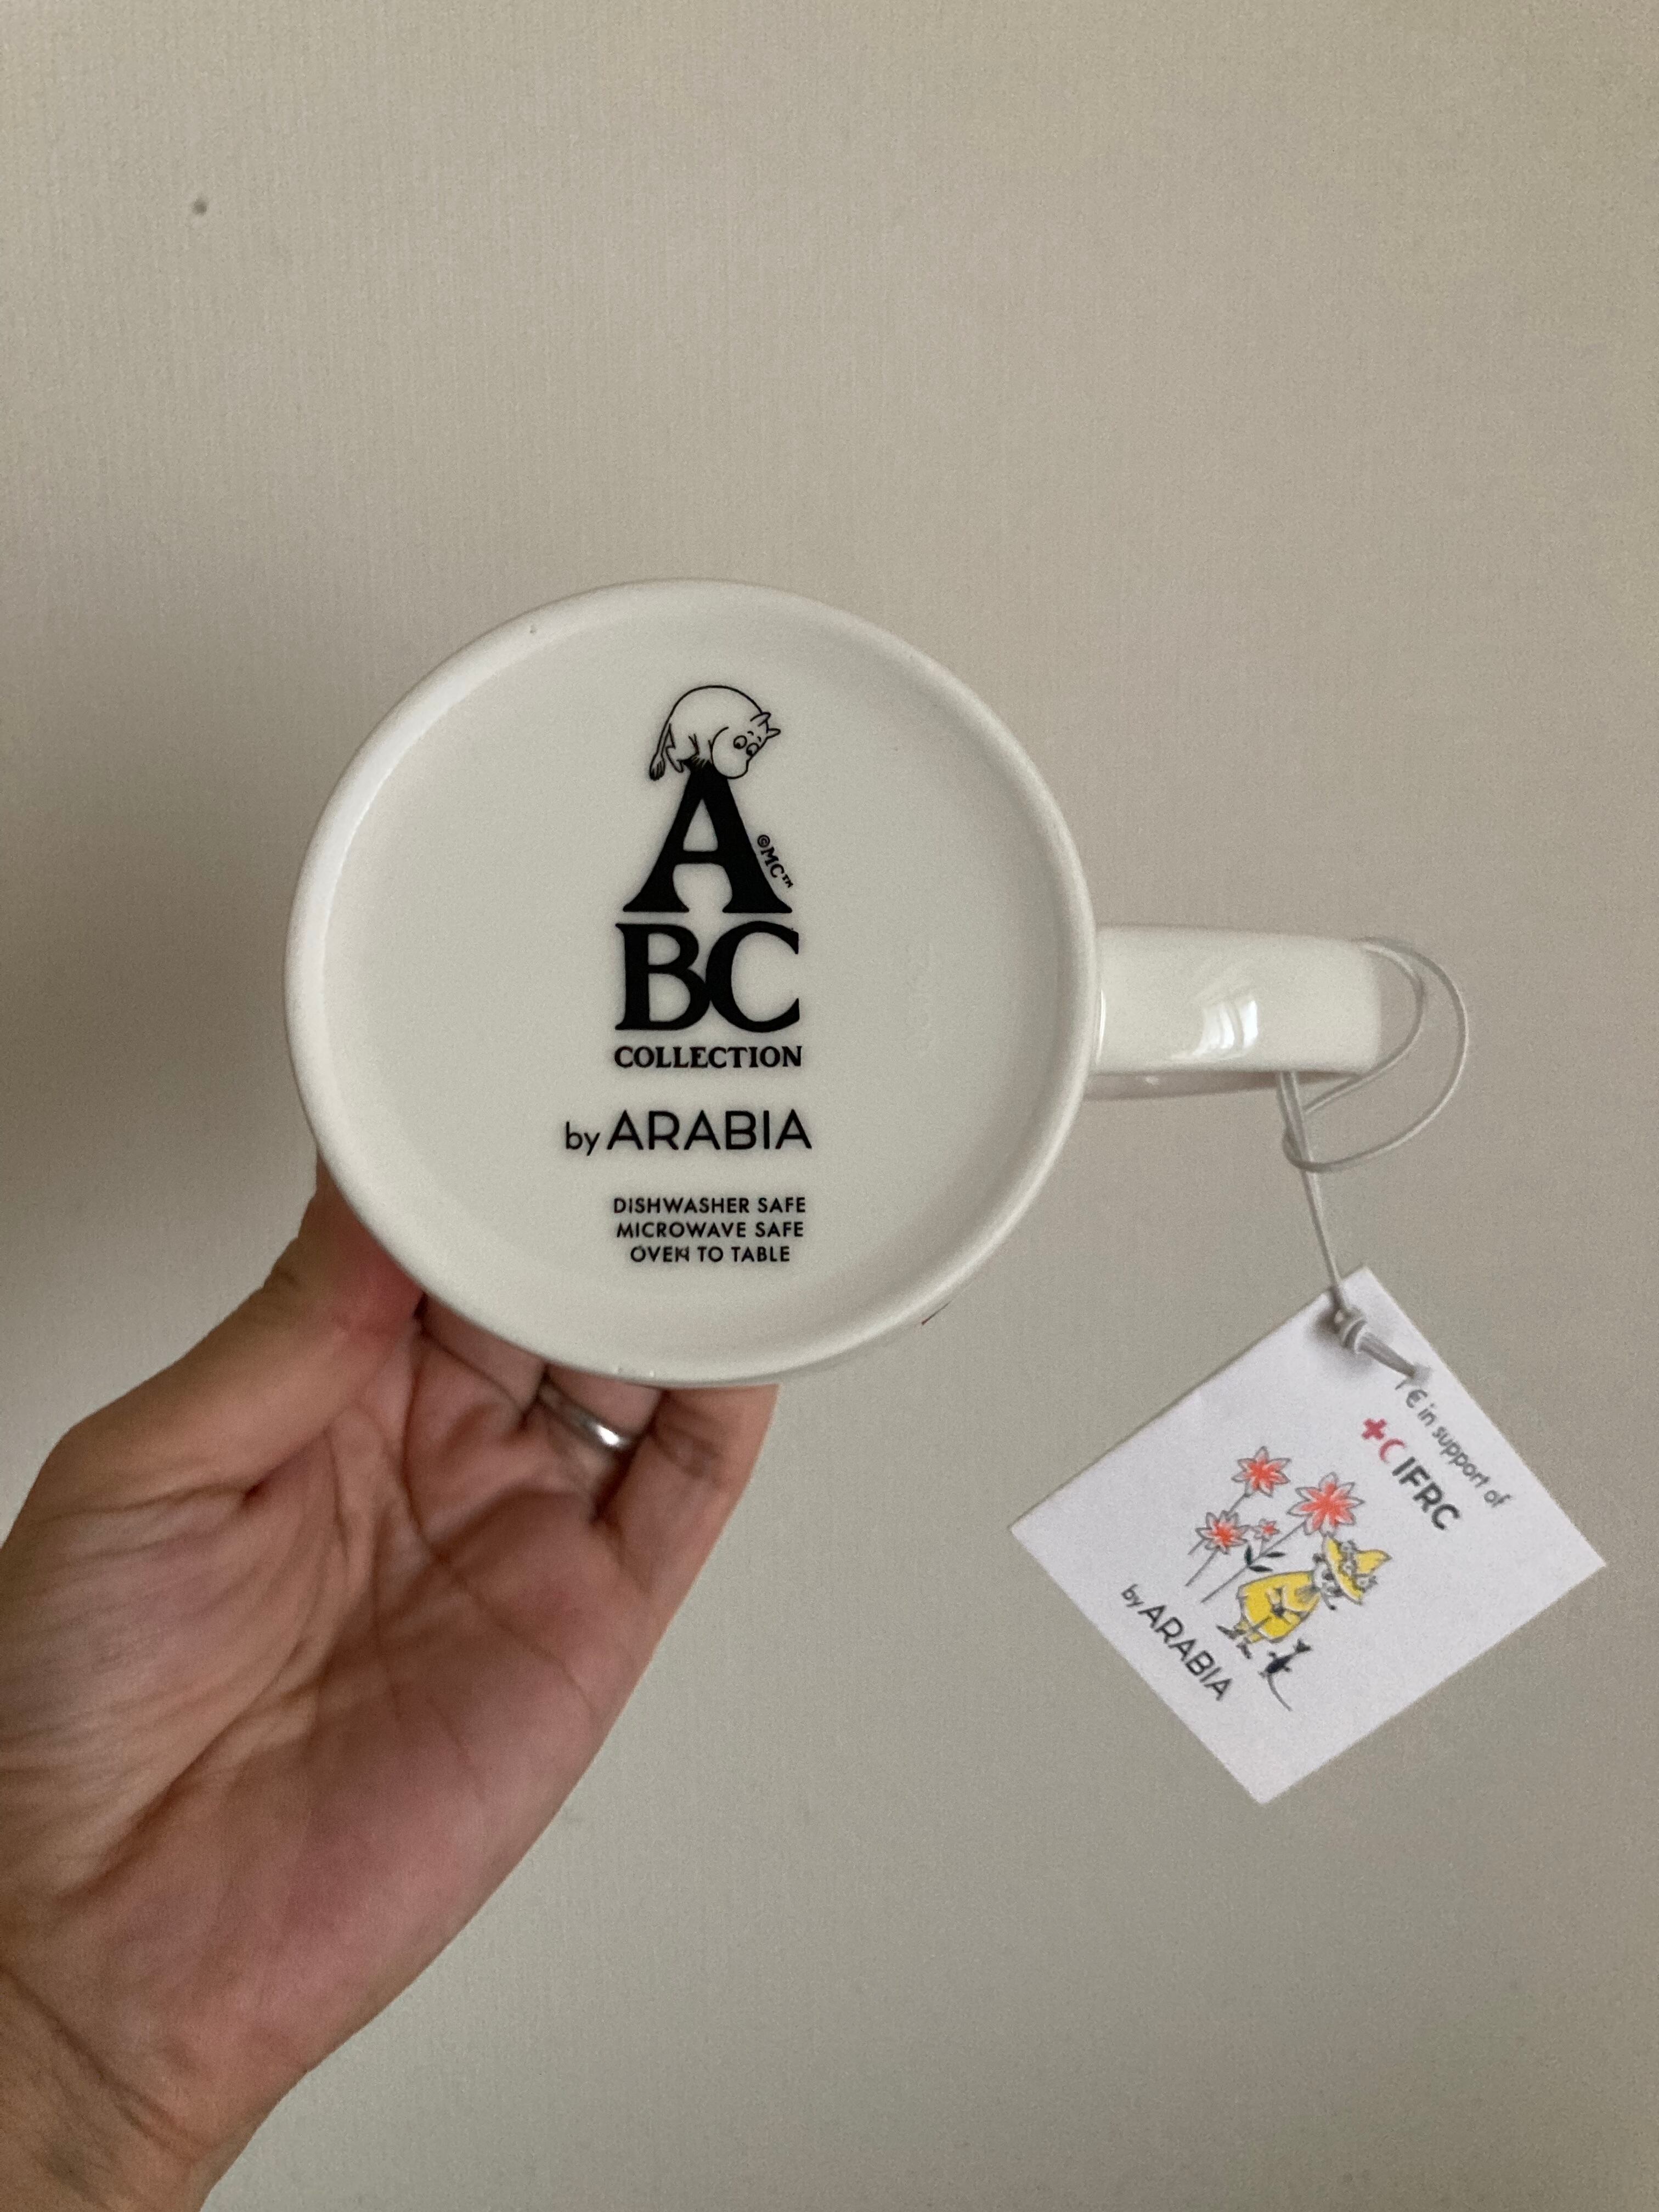 A
©MC™
BC
COLLECTION
by ARABIA
DISHWASHER SAFE
MICROWAVE SAFE
OVEN TO TABLE
1 € in support of
IFRC
by ARABIA